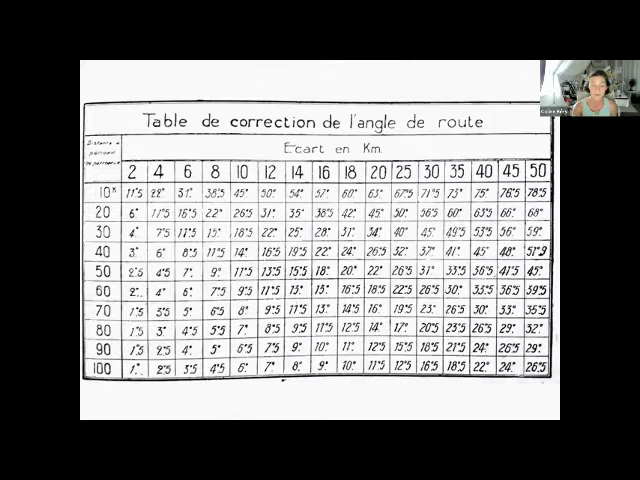 Table de correction de l'angle de route
Ecart en Km.
Distance à
2 4 6 8 10 12 14 16 18 20 25 30 35 40 45 50
10ᴷ 11°5 22° 31° 38°5 45° 50° 54° 57° 60° 63° 67°5 71°5 73° 75° 76°5 78°5
20 6° 11°5 16°5 22° 26°5 31° 35° 38°5 42° 45° 50° 56°5 60° 63°5 66° 68°
30 4° 7°5 11°5 15° 18°5 22° 25° 28° 31° 34° 40° 45° 49°5 53°5 56° 59°
40 3° 6° 8°5 11°5 14° 16°5 19°5 22° 24° 26°5 32° 37° 41° 45° 48° 51°9
50 2°5 4°5 7° 9° 11°5 13°5 15°5 18° 20° 22° 26°5 31° 33°5 38°5 41°5 45°
60 2° 4° 6° 7°5 9°5 11°5 13° 15° 16°5 18°5 22°5 26°5 30° 33°5 36°5 39°5
70 1°5 3°5 5° 6°5 8° 9°5 11°5 13° 14°5 16° 19°5 23° 26°5 30° 33° 35°5
80 1°5 3° 4°5 5°5 7° 8°5 9°5 11°5 12°5 14° 17° 20°5 23°5 26°5 29° 32°
90 1°5 2°5 4° 5° 6°5 7°5 9° 10° 11° 12°5 15°5 18°5 21°5 24° 26°5 29°
100 1° 2°5 3°5 4°5 6° 7° 8° 9° 10° 11°5 12°5 16°5 18°5 22° 24° 26°5